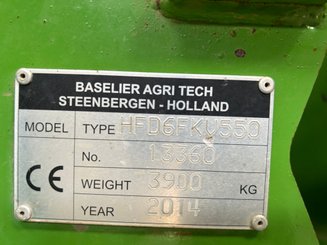 BASELIER AGRI TECH
STEENBERGEN - HOLLAND
MODEL TYPE HFD6FKV550
No. 13360
CE WEIGHT 3900 KG
YEAR 2014